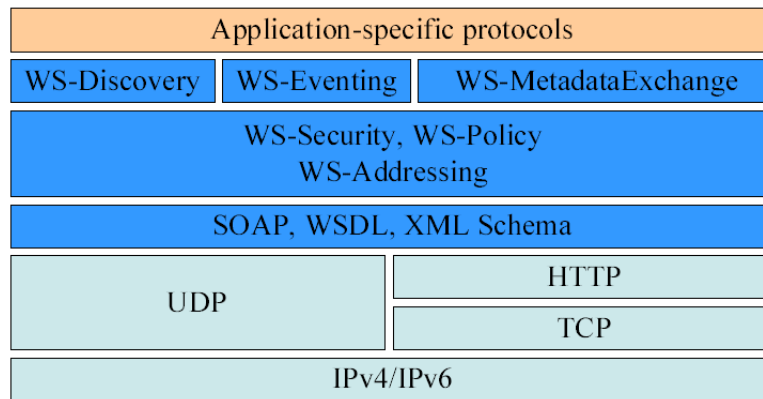 Application-specific protocols
WS-Discovery
WS-Eventing
WS-MetadataExchange
WS-Security, WS-Policy
WS-Addressing
SOAP, WSDL, XML Schema
UDP
HTTP
TCP
IPv4/IPv6